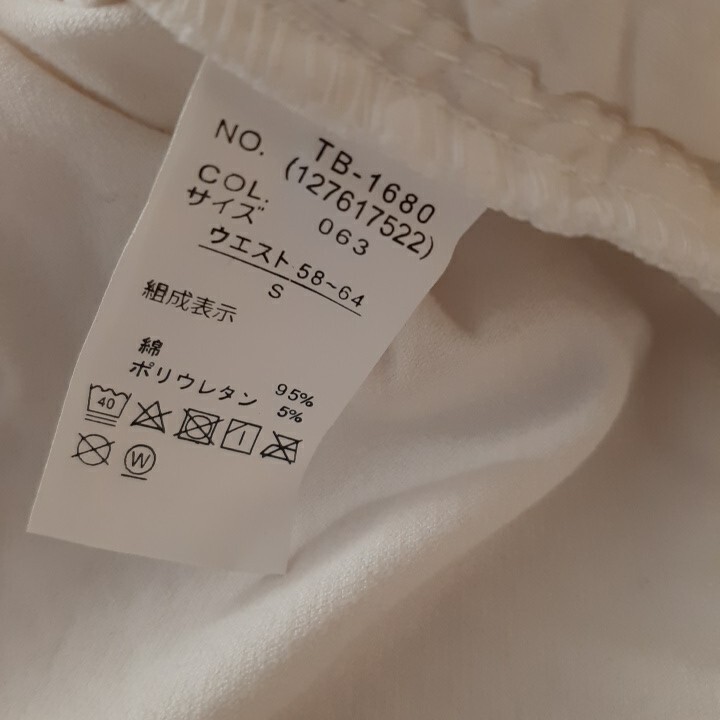 NO. TB-1680
(127617522)
COL. 063
サイズ
ウエスト 58~64
S
組成表示
綿 95%
ポリウレタン 5%
40
W